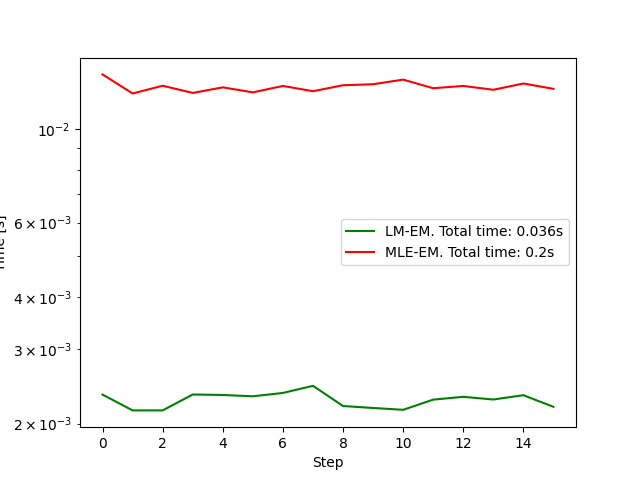 10⁻²
6 × 10⁻³
4 × 10⁻³
3 × 10⁻³
2 × 10⁻³
LM-EM. Total time: 0.036s
MLE-EM. Total time: 0.2s
0 2 4 6 8 10 12 14
Step